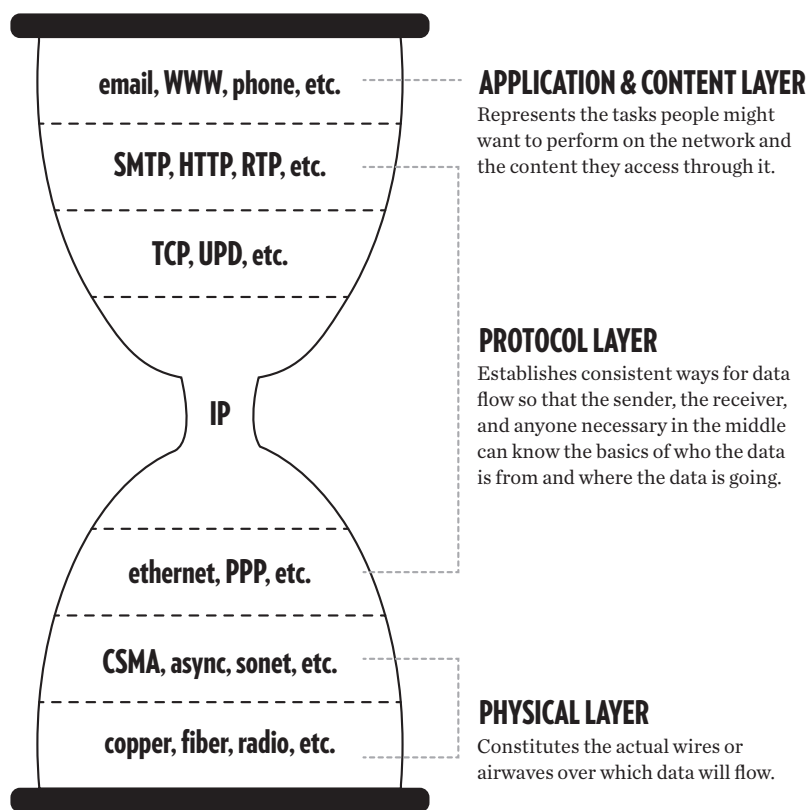 email, WWW, phone, etc.
SMTP, HTTP, RTP, etc.
TCP, UPD, etc.
IP
ethernet, PPP, etc.
CSMA, async, sonet, etc.
copper, fiber, radio, etc.
APPLICATION & CONTENT LAYER
Represents the tasks people might
want to perform on the network and
the content they access through it.
PROTOCOL LAYER
Establishes consistent ways for data
flow so that the sender, the receiver,
and anyone necessary in the middle
can know the basics of who the data
is from and where the data is going.
PHYSICAL LAYER
Constitutes the actual wires or
airwaves over which data will flow.